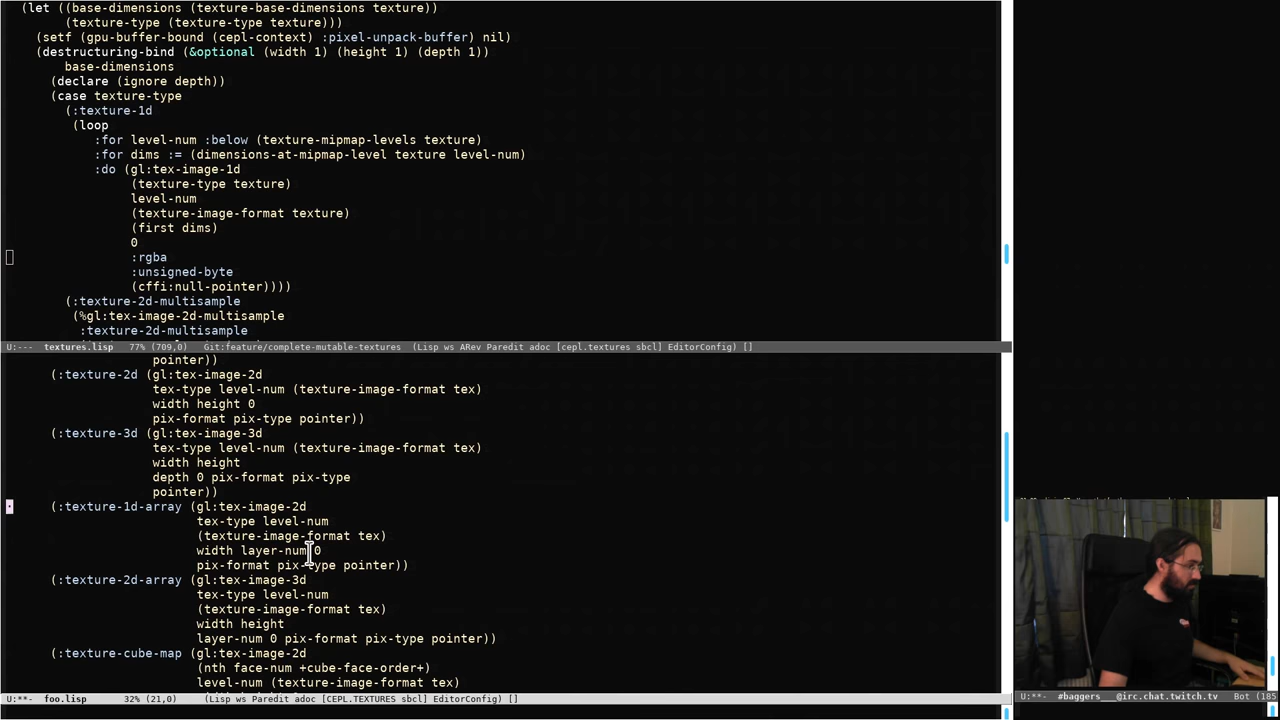 (let ((base-dimensions (texture-base-dimensions texture))
(texture-type (texture-type texture)))
(setf (gpu-buffer-bound (cepl-context) :pixel-unpack-buffer) nil)
(destructuring-bind (&optional (width 1) (height 1) (depth 1))
base-dimensions
(declare (ignore depth))
(case texture-type
(:texture-1d
(loop
:for level-num :below (texture-mipmap-levels texture)
:for dims := (dimensions-at-mipmap-level texture level-num)
:do (gl:tex-image-1d
(texture-type texture)
level-num
(texture-image-format texture)
(first dims)
0
:rgba
:unsigned-byte
(cffi:null-pointer))))
(:texture-2d-multisample
(%gl:tex-image-2d-multisample
:texture-2d-multisample
U:--- textures.lisp 77% (709,0) Git:feature/complete-mutable-textures (Lisp ws ARev Paredit adoc [cepl.textures sbcl] EditorConfig) []
pointer))
(:texture-2d (gl:tex-image-2d
tex-type level-num (texture-image-format tex)
width height 0
pix-format pix-type pointer))
(:texture-3d (gl:tex-image-3d
tex-type level-num (texture-image-format tex)
width height
depth 0 pix-format pix-type
pointer))
(:texture-1d-array (gl:tex-image-2d
tex-type level-num
(texture-image-format tex)
width layer-num 0
pix-format pix-type pointer))
(:texture-2d-array (gl:tex-image-3d
tex-type level-num
(texture-image-format tex)
width height
layer-num 0 pix-format pix-type pointer))
(:texture-cube-map (gl:tex-image-2d
(nth face-num +cube-face-order+)
level-num (texture-image-format tex)
U:**- foo.lisp 32% (21,0) (Lisp ws Paredit adoc [CEPL.TEXTURES sbcl] EditorConfig) []
U:**- #baggers___@irc.chat.twitch.tv Bot (185